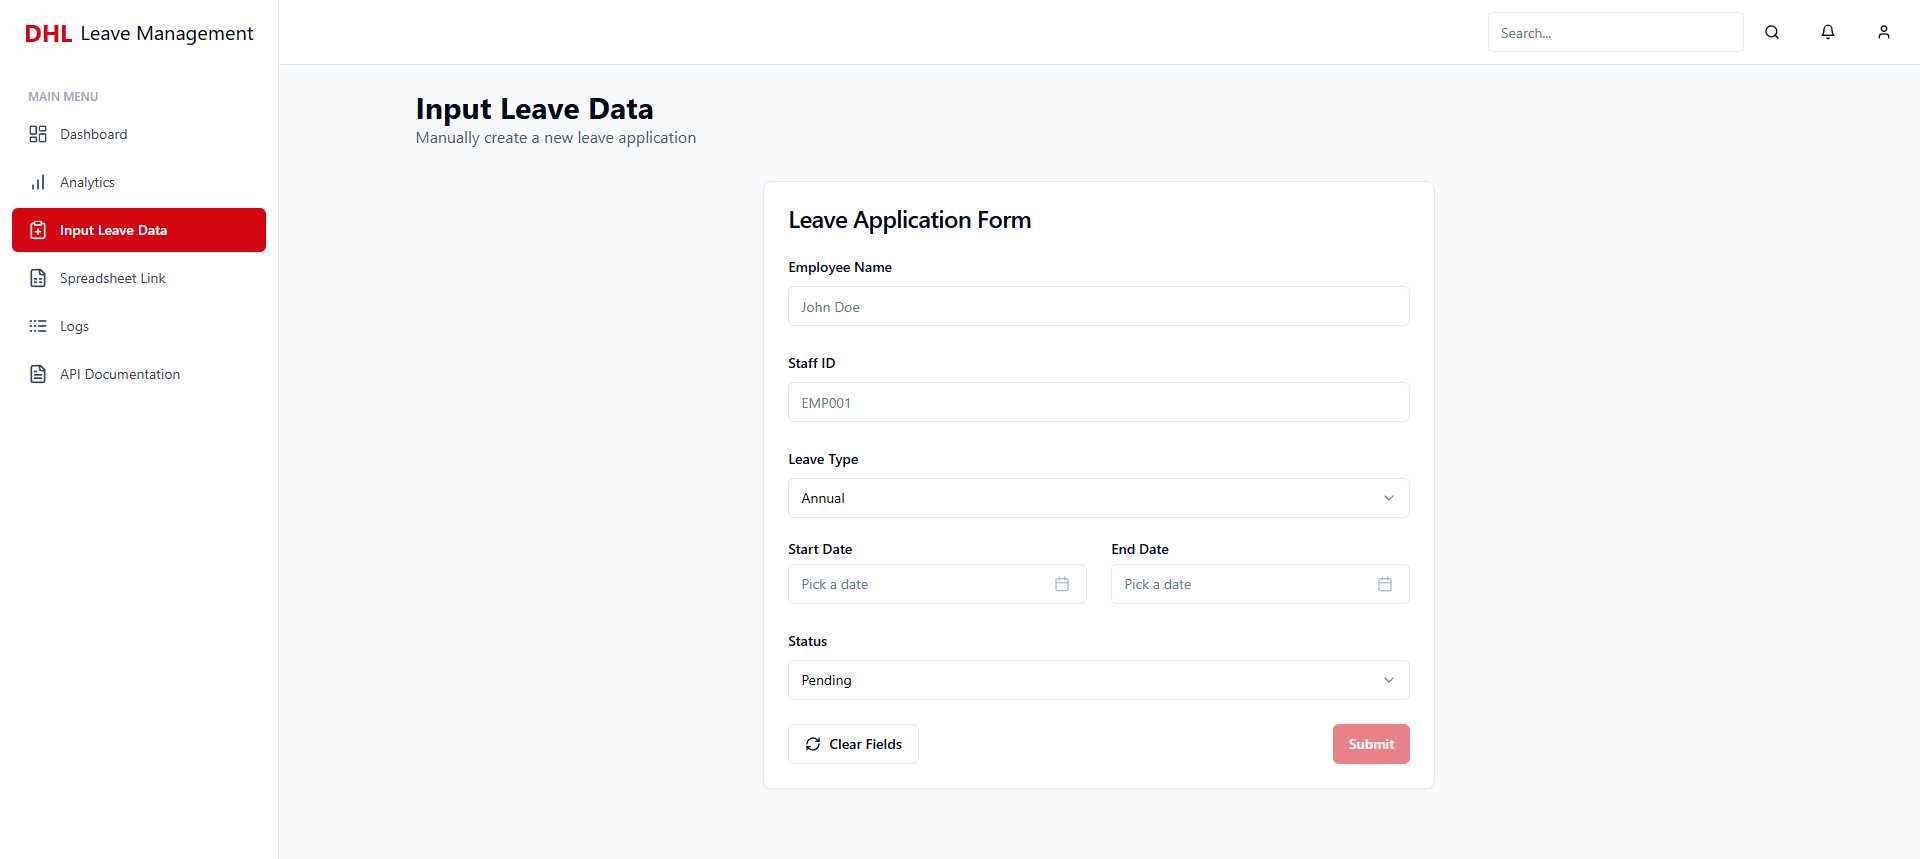 DHL Leave Management
Search...
MAIN MENU
Dashboard
Analytics
Input Leave Data
Spreadsheet Link
Logs
API Documentation
Input Leave Data
Manually create a new leave application
Leave Application Form
Employee Name
John Doe
Staff ID
EMP001
Leave Type
Annual
Start Date
End Date
Pick a date
Pick a date
Status
Pending
Clear Fields
Submit